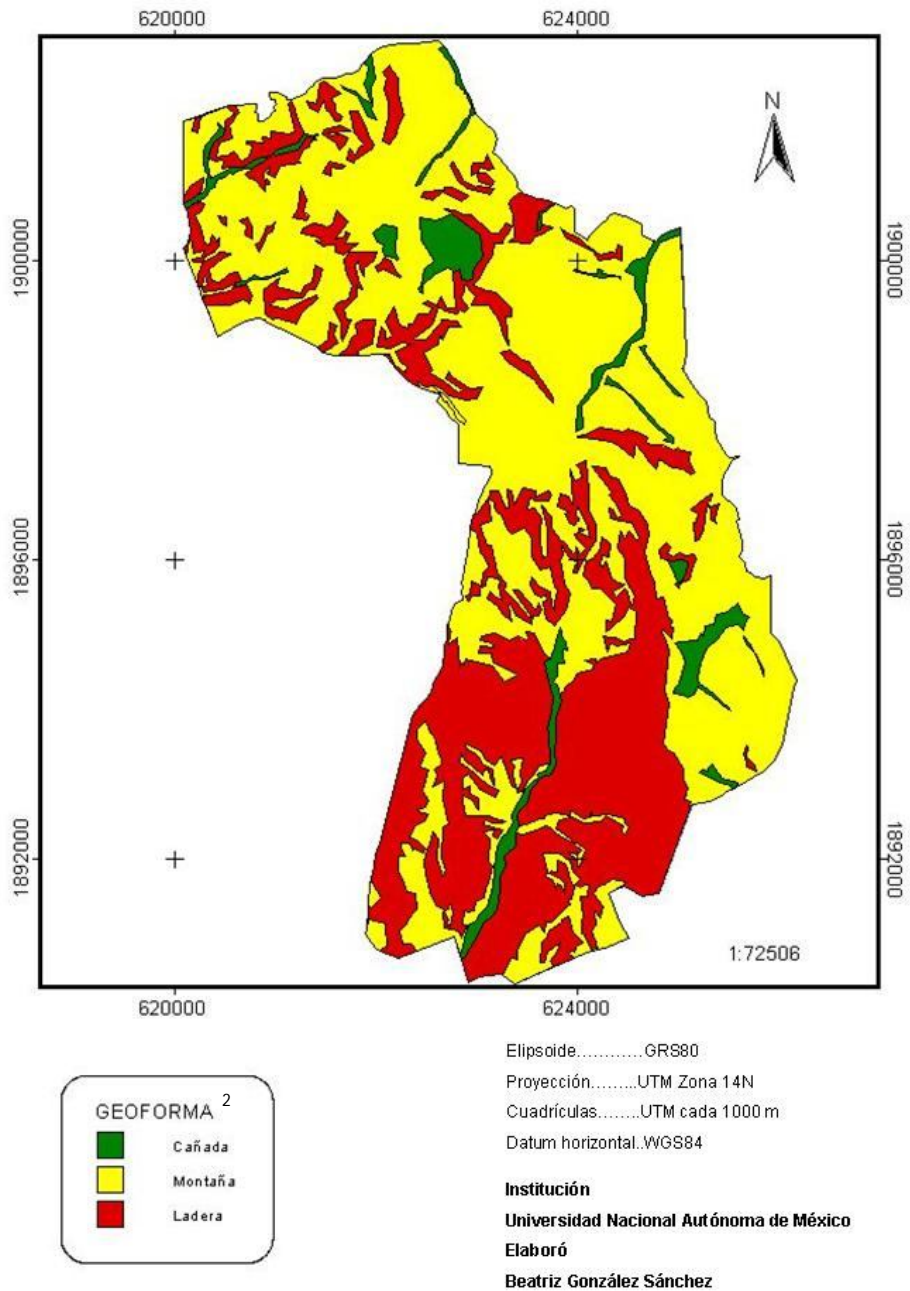 620000 624000
N
1900000 1900000
1896000 1896000
1892000 1892000
1:72506
620000 624000
Elipsoide............GRS80
Proyección.........UTM Zona 14N
Cuadrículas........UTM cada 1000 m
Datum horizontal..WGS84
GEOFORMA 2
Cañada
Montaña
Ladera
Institución
Universidad Nacional Autónoma de México
Elaboró
Beatriz González Sánchez